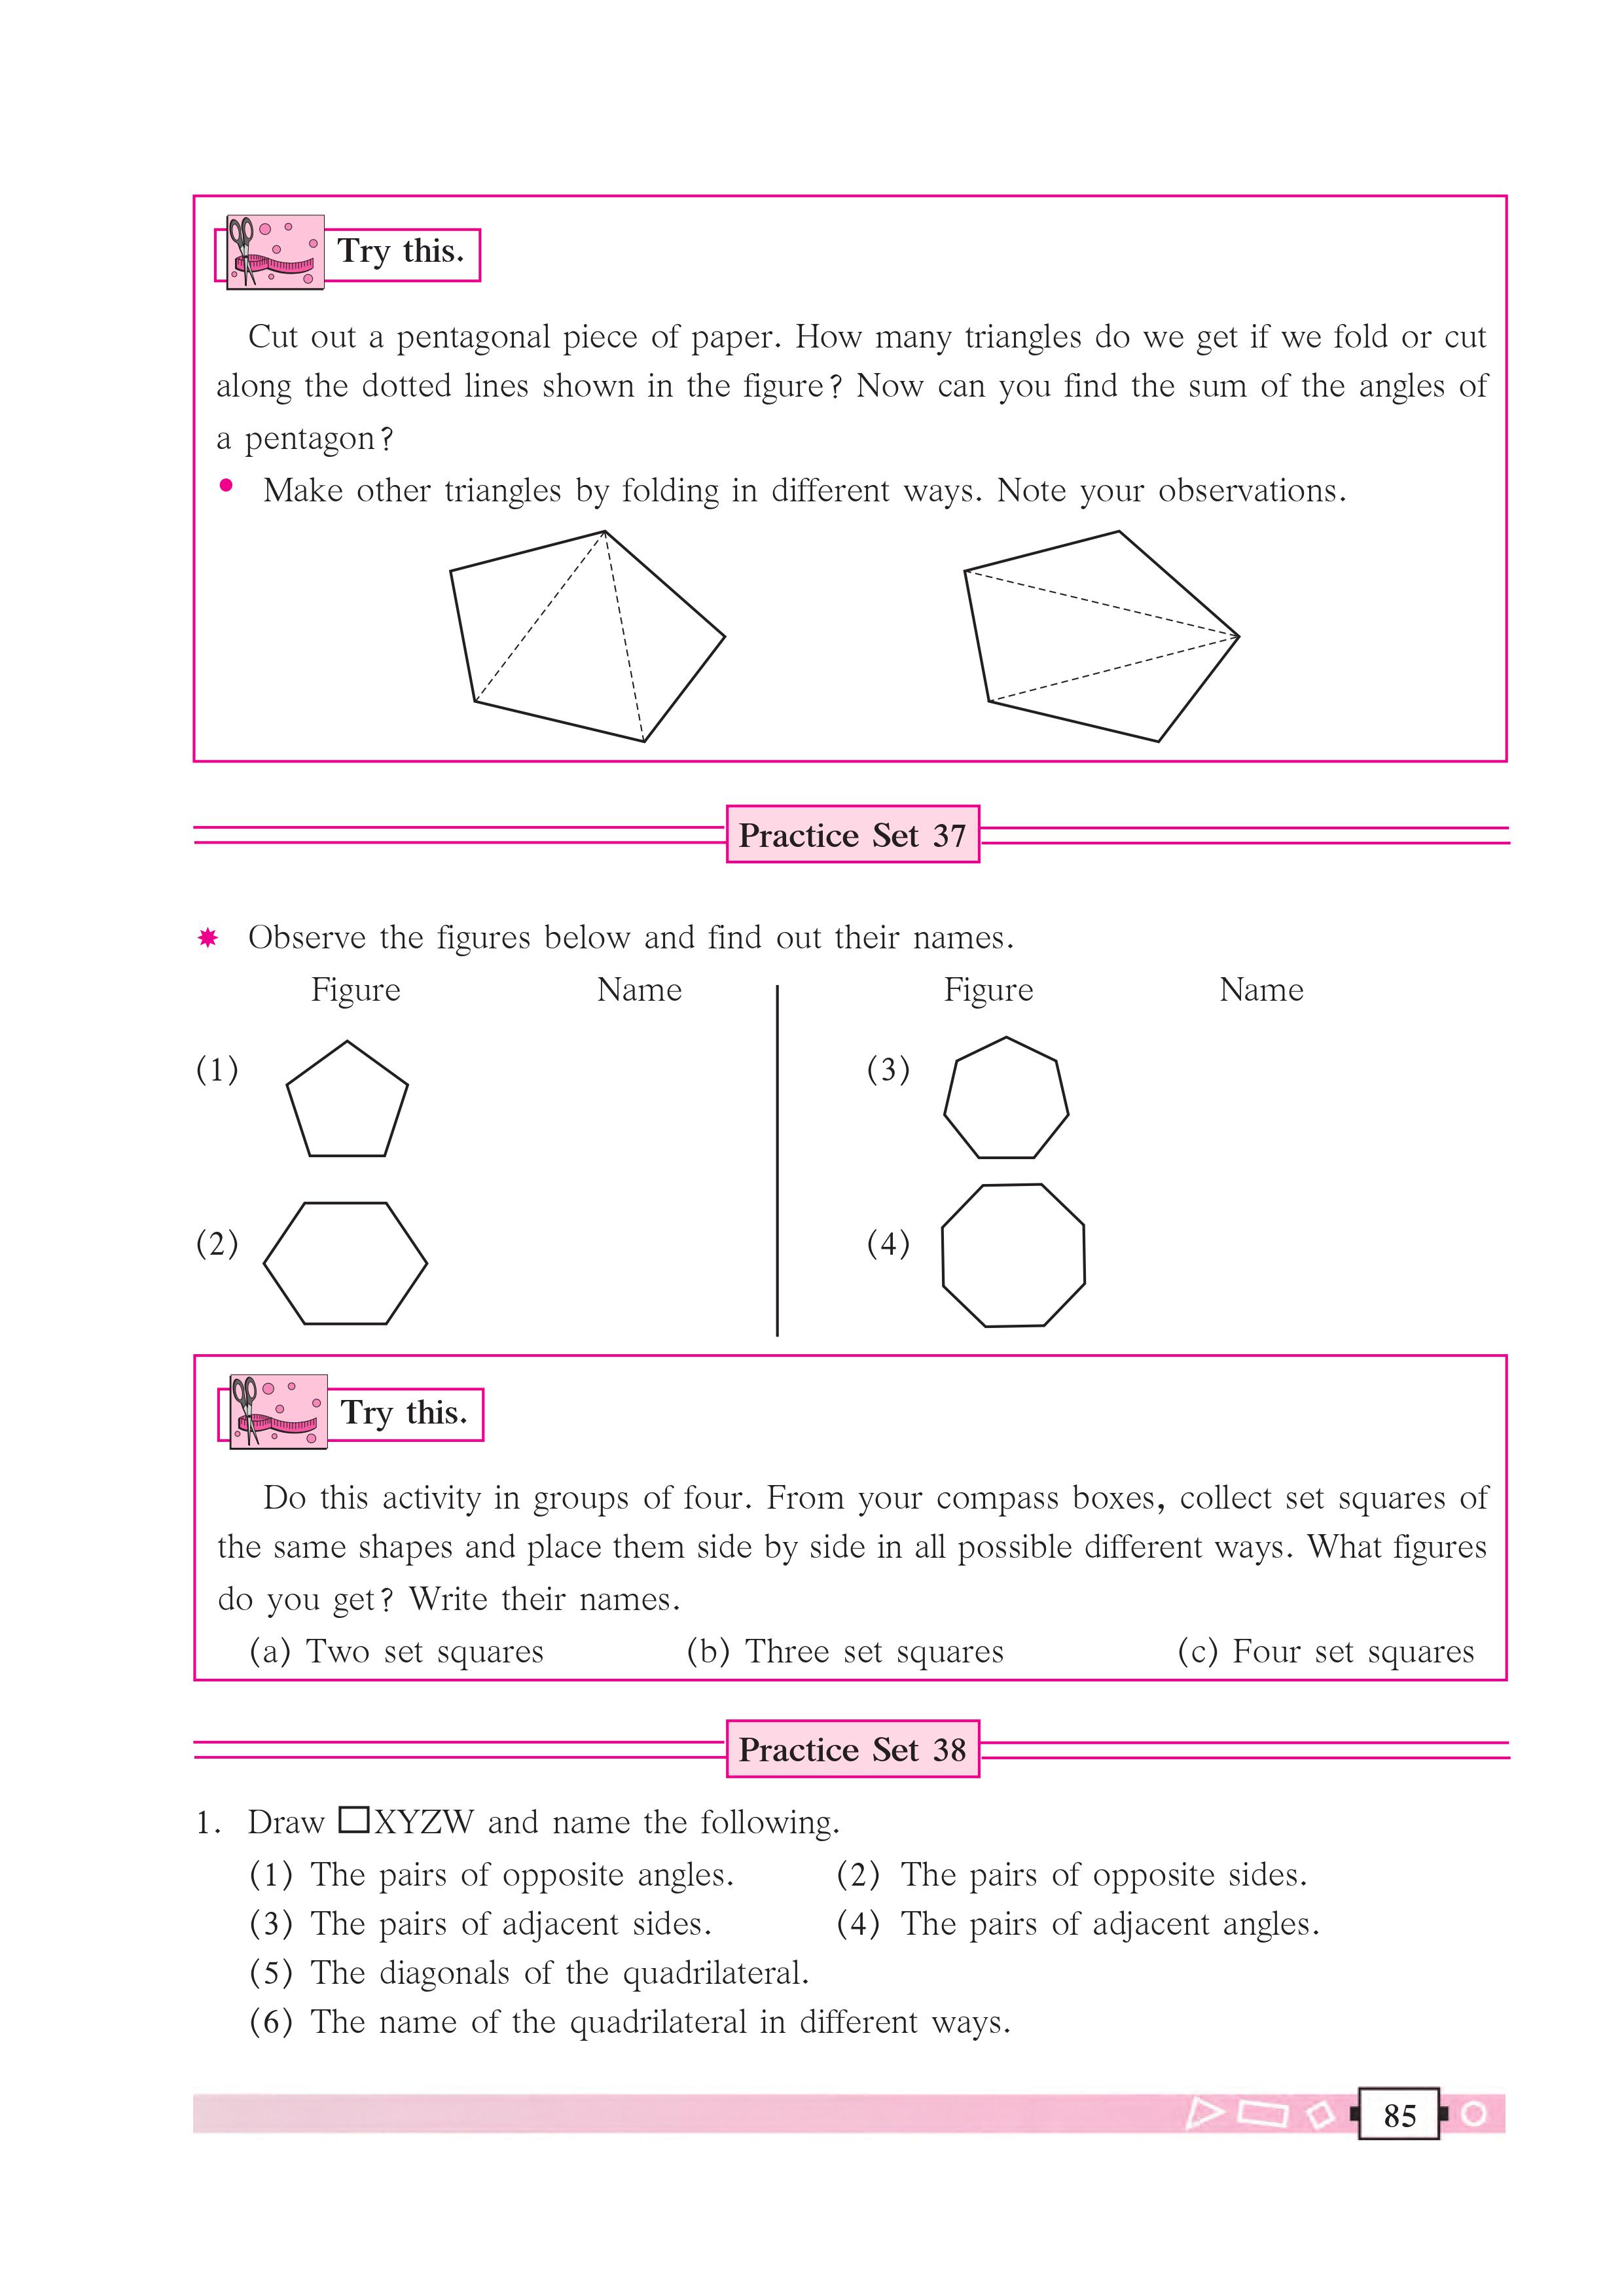 Try this.
Cut out a pentagonal piece of paper. How many triangles do we get if we fold or cut
along the dotted lines shown in the figure? Now can you find the sum of the angles of
a pentagon?
• Make other triangles by folding in different ways. Note your observations.
Practice Set 37
Observe the figures below and find out their names.
Figure Name Figure Name
(1) (3)
(2) (4)
Try this.
Do this activity in groups of four. From your compass boxes, collect set squares of
the same shapes and place them side by side in all possible different ways. What figures
do you get? Write their names.
(a) Two set squares (b) Three set squares (c) Four set squares
Practice Set 38
1. Draw □XYZW and name the following.
(1) The pairs of opposite angles. (2) The pairs of opposite sides.
(3) The pairs of adjacent sides. (4) The pairs of adjacent angles.
(5) The diagonals of the quadrilateral.
(6) The name of the quadrilateral in different ways.
85